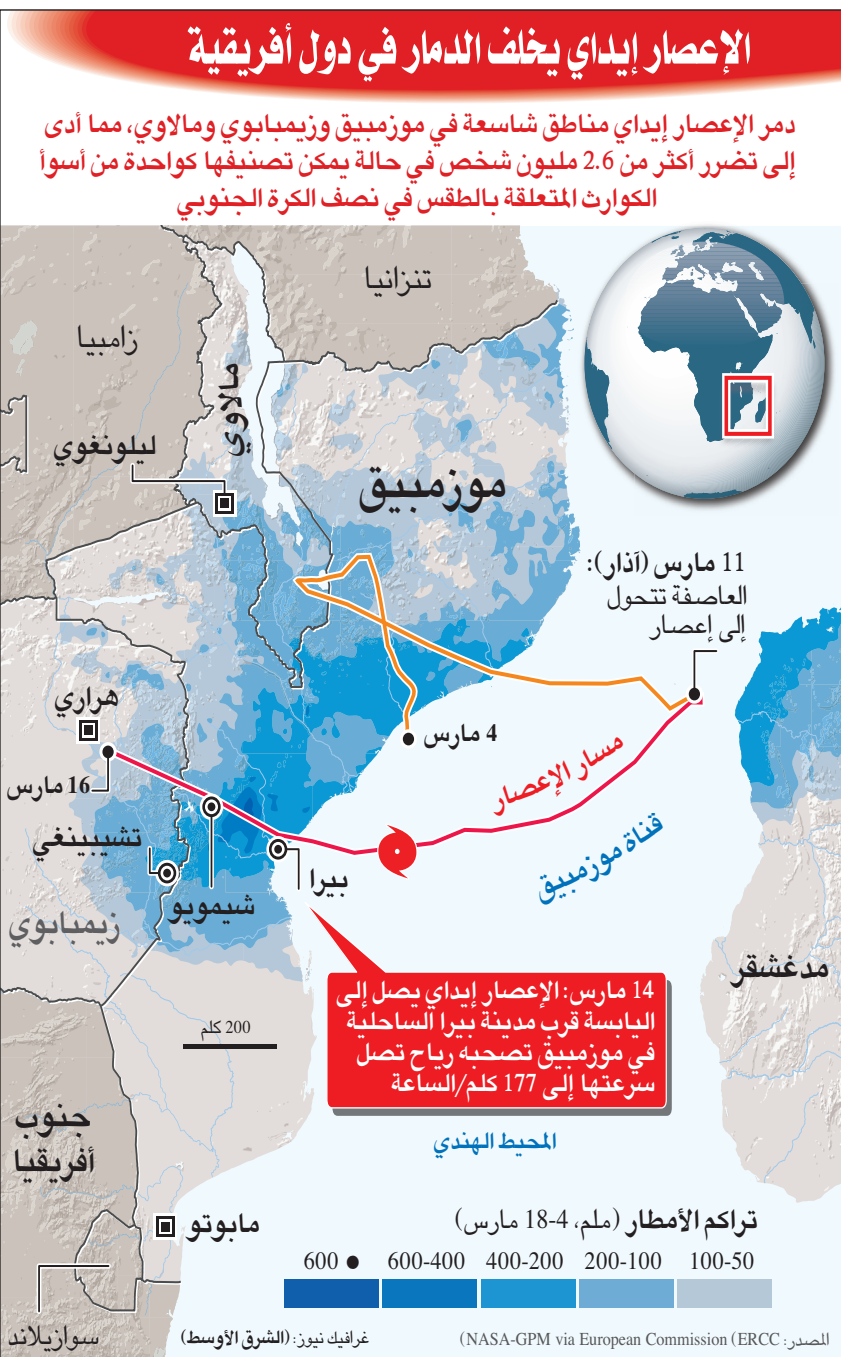 الإعصار إيداي يخلف الدمار في دول أفريقية
دمر الإعصار إيداي مناطق شاسعة في موزمبيق وزيمبابوي ومالاوي، مما أدى
إلى تضرر أكثر من 2.6 مليون شخص في حالة يمكن تصنيفها كواحدة من أسوأ
الكوارث المتعلقة بالطقس في نصف الكرة الجنوبي
تنزانيا
زامبيا
مالاوي
ليلونغوي
موزمبيق
11 مارس (آذار):
العاصفة تتحول
إلى إعصار
هراري
4 مارس
16 مارس
مسار الإعصار
قناة موزمبيق
تشيبينغي
بيرا
شيمويو
زيمبابوي
مدغشقر
14 مارس: الإعصار إيداي يصل إلى
اليابسة قرب مدينة بيرا الساحلية
في موزمبيق تصحبه رياح تصل
سرعتها إلى 177 كلم/الساعة
200 كلم
المحيط الهندي
جنوب
أفريقيا
مابوتو
سوازيلاند
تراكم الأمطار (ملم، 4-18 مارس)
100-50
200-100
400-200
600-400
● 600
المصدر: NASA-GPM via European Commission (ERCC)
غرافيك نيوز: (الشرق الأوسط)